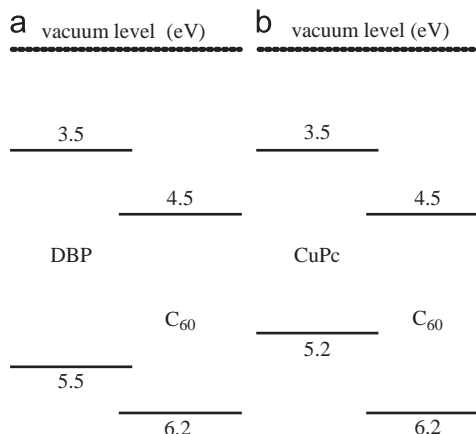 a vacuum level (eV)
3.5
4.5
DBP
C₆₀
5.5
6.2
b vacuum level (eV)
3.5
4.5
CuPc
C₆₀
5.2
6.2